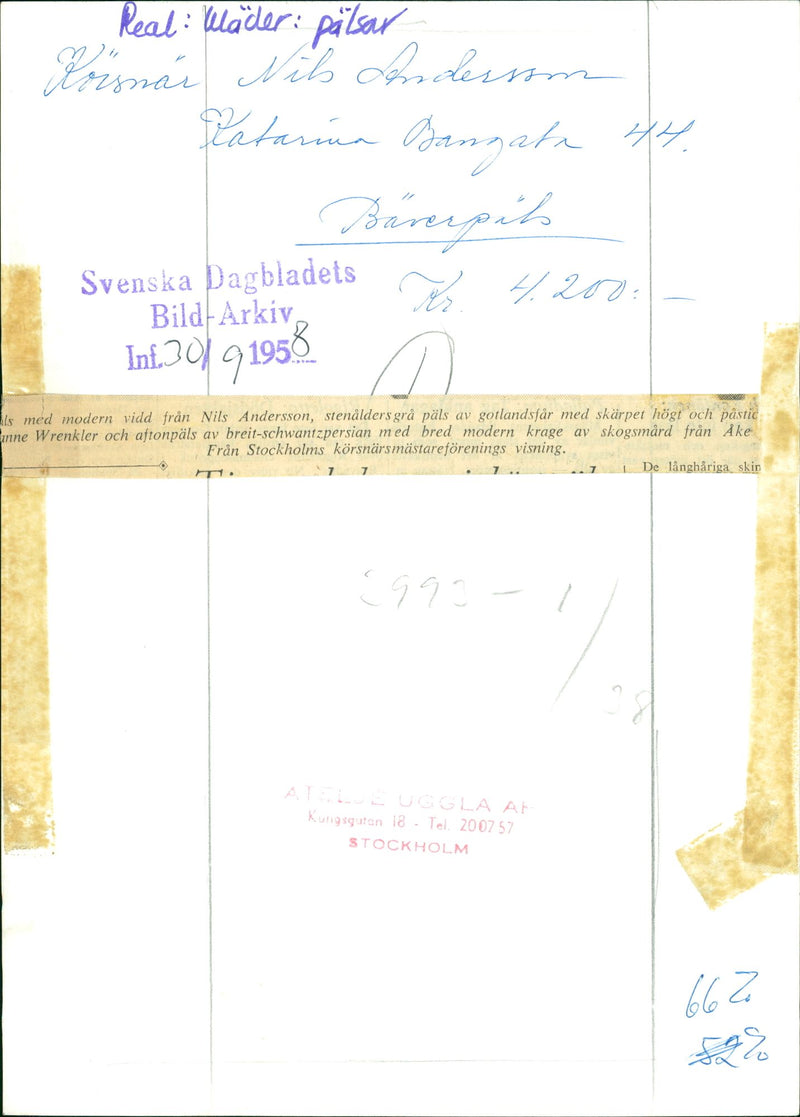 Real: Kläder: pälsar
Körsnär Nils Andersson
Katarina Bangata 44.
Bäverpäls
Kr. 4.200:-
Svenska Dagbladets
Bild-Arkiv
Inf. 30/9 1958
med modern vidd från Nils Andersson, stenåldersgrå päls av gotlandsfår med skärpet högt och påstic
Wrenkler och aftonpäls av breit-schwantzpersian med bred modern krage av skogsmård från Åke
Från Stockholms körsnärsmästareförenings visning.
De långhåriga skin
ATELJE UGGLA AB
Kungsgatan 18 - Tel. 200757
STOCKHOLM
66%
52%